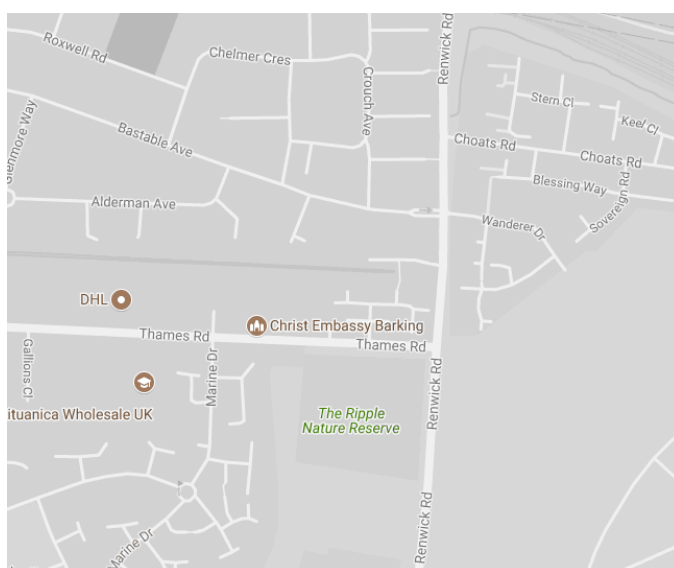 Roxwell Rd
Chelmer Cres
Renwick Rd
Crouch Ave
Stern Cl
Keel Cl
Glenmore Way
Bastable Ave
Choats Rd
Choats Rd
Blessing Way
Alderman Ave
Sovereign Rd
Wanderer Dr
DHL
Christ Embassy Barking
Thames Rd
Thames Rd
Gallions Cl
Marine Dr
Renwick Rd
ituanica Wholesale UK
The Ripple
Nature Reserve
Renwick Rd
Marine Dr